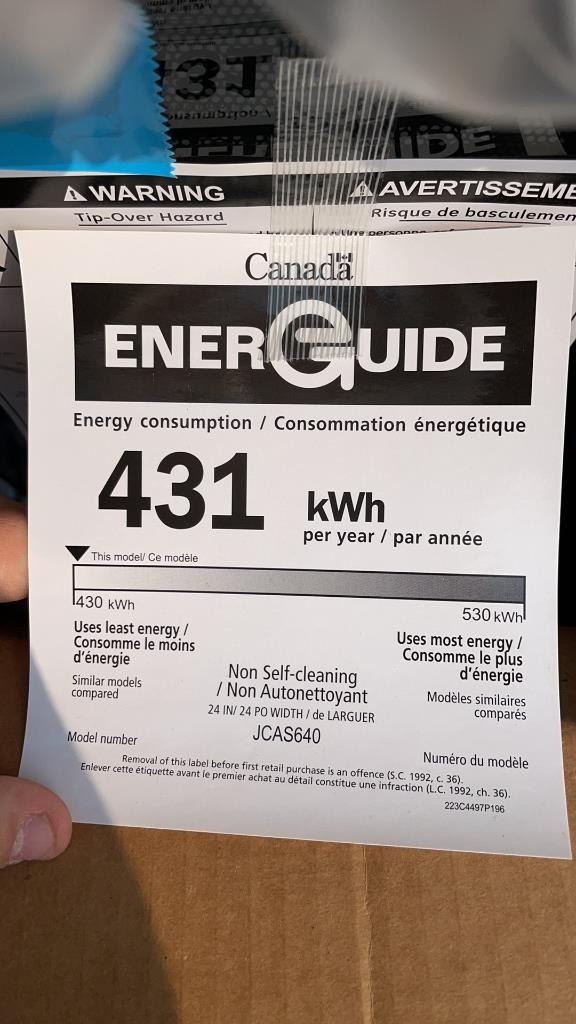 31
WARNING
Tip-Over Hazard
AVERTISSEME
Risque de basculemen
Canada
ENERGUIDE
Energy consumption / Consommation énergétique
431 kWh
per year / par année
This model/ Ce modèle
430 kWh
530 kWh
Uses least energy /
Consomme le moins
d'énergie
Uses most energy /
Consomme le plus
d'énergie
Similar models
compared
Modèles similaires
comparés
Non Self-cleaning
/ Non Autonettoyant
24 IN/ 24 PO WIDTH / de LARGUER
JCAS640
Model number
Numéro du modèle
Removal of this label before first retail purchase is an offence (S.C. 1992, c. 36).
Enlever cette étiquette avant le premier achat au détail constitue une infraction (L.C. 1992, ch. 36).
223C4497P196